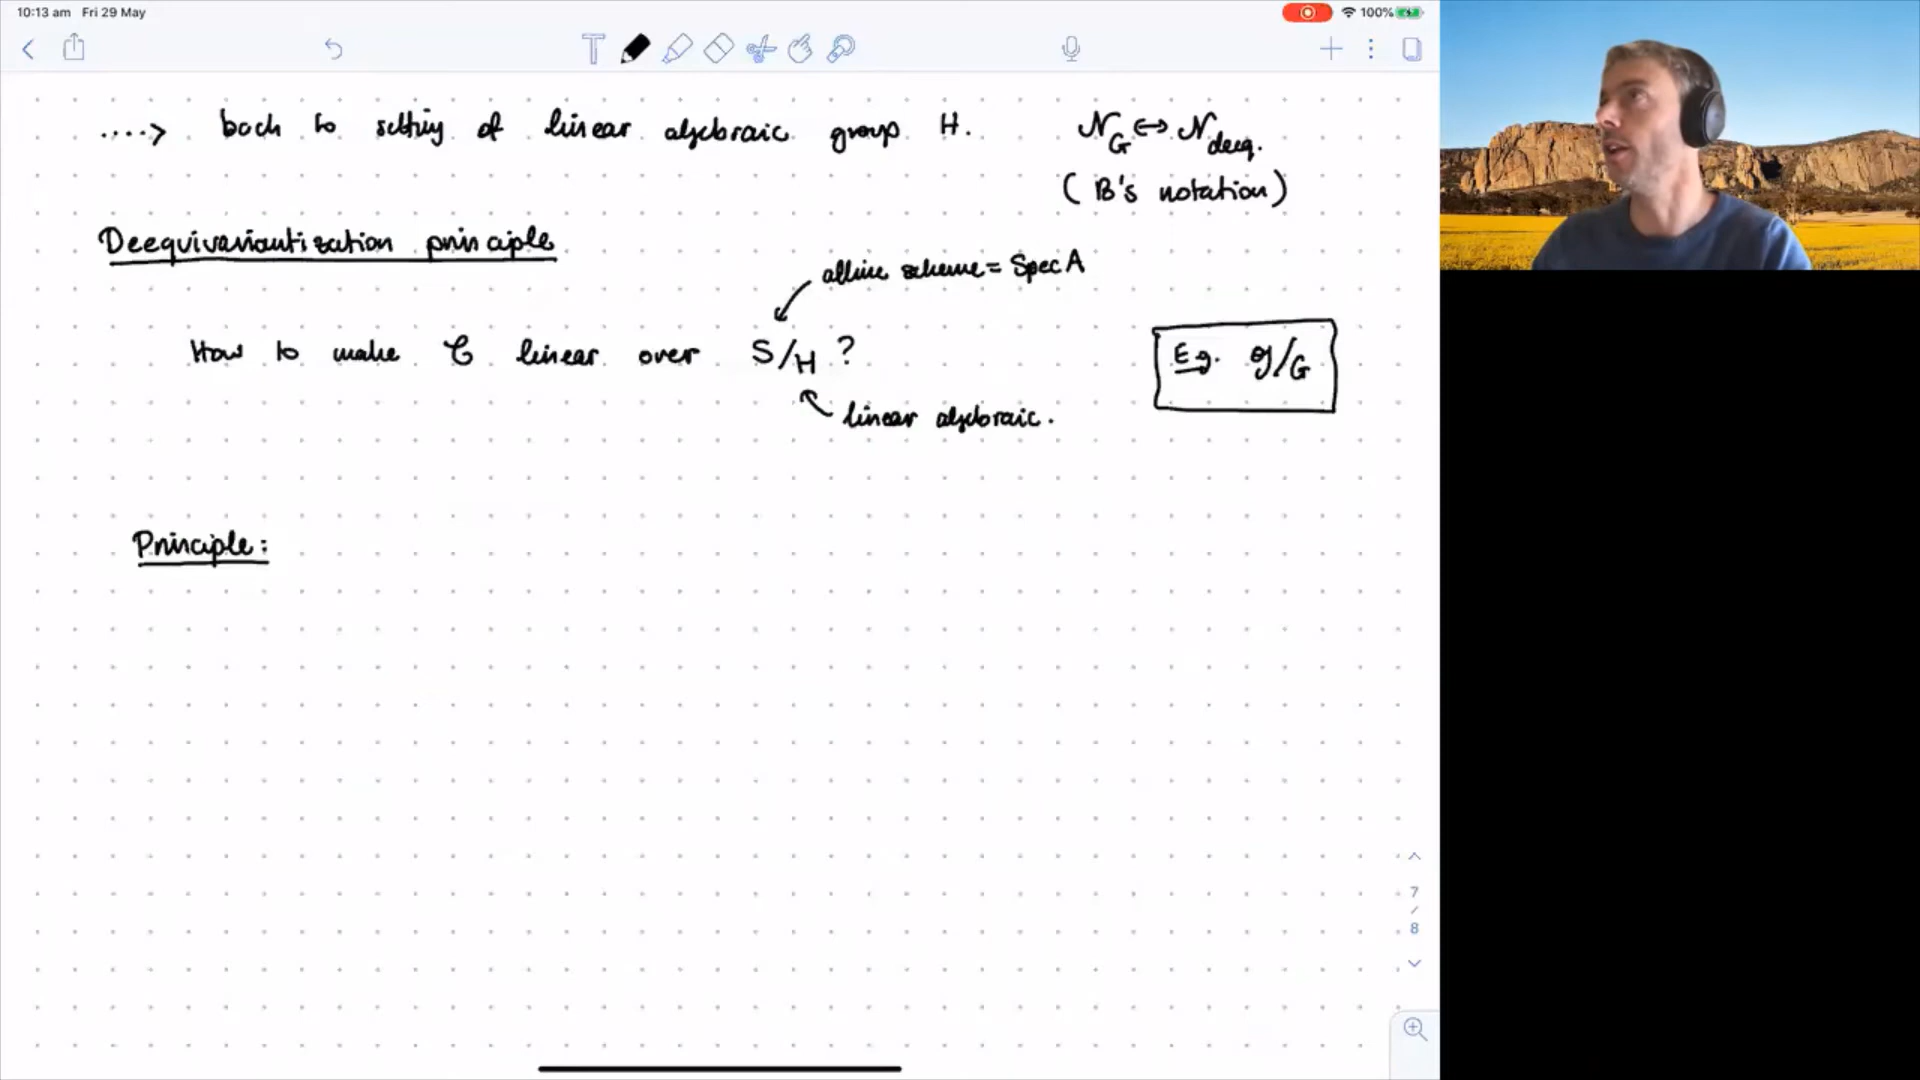 10:13 am Fri 29 May
100%
....> back to setting of linear algebraic group H.
𝒩_G ↔ 𝒩_deeq.
( B's notation )
Deequivariantization principle
affine scheme = Spec A
How to make 𝒞 linear over S/H ?
E.g. 𝔤/G
linear algebraic.
Principle:
7
/
8